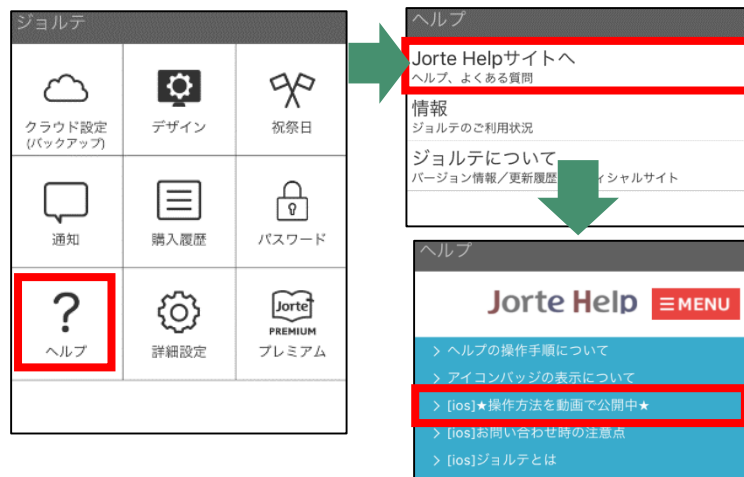 ジョルテ
クラウド設定
(バックアップ)
デザイン
祝祭日
通知
購入履歴
パスワード
?
ヘルプ
詳細設定
Jorte
PREMIUM
プレミアム
ヘルプ
Jorte Helpサイトへ
ヘルプ、よくある質問
情報
ジョルテのご利用状況
ジョルテについて
バージョン情報／更新履歴 ィシャルサイト
ヘルプ
Jorte Help
≡MENU
> ヘルプの操作手順について
> アイコンバッジの表示について
> [ios]★操作方法を動画で公開中★
> [ios]お問い合わせ時の注意点
> [ios]ジョルテとは